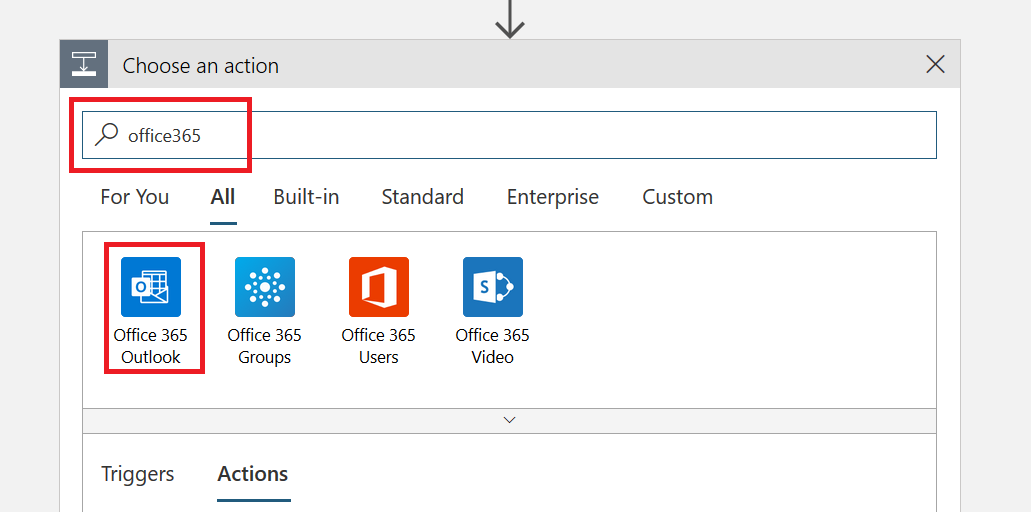 Choose an action
office365
For You All Built-in Standard Enterprise Custom
Office 365 Outlook
Office 365 Groups
Office 365 Users
Office 365 Video
Triggers Actions